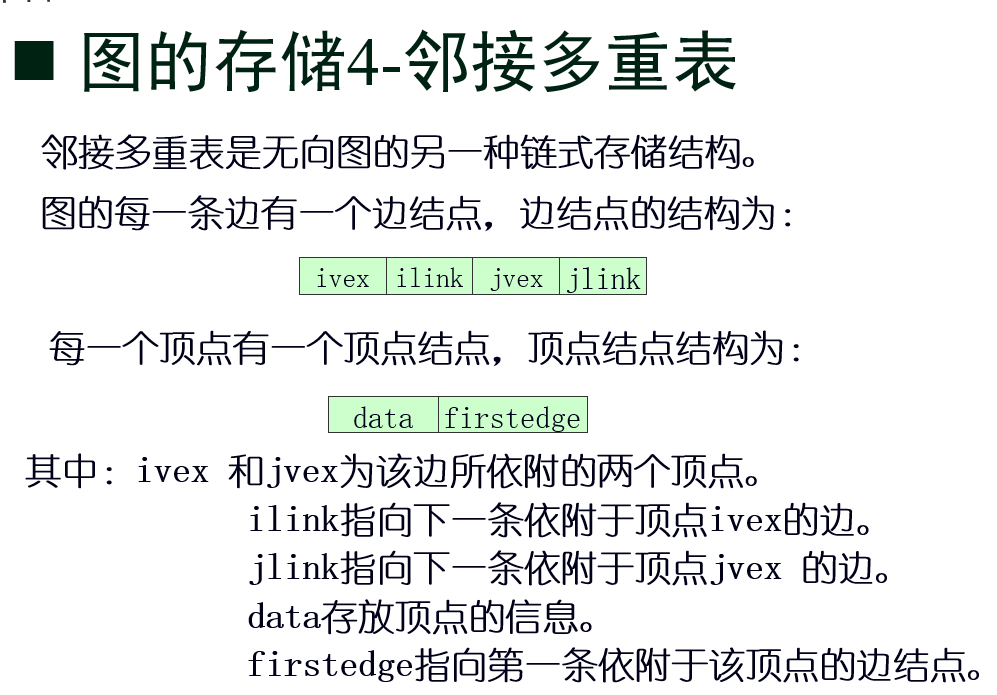 ■ 图的存储4-邻接多重表
邻接多重表是无向图的另一种链式存储结构。
图的每一条边有一个边结点，边结点的结构为：
ivex ilink jvex jlink
每一个顶点有一个顶点结点，顶点结点结构为：
data firstedge
其中：ivex 和jvex为该边所依附的两个顶点。
ilink指向下一条依附于顶点ivex的边。
jlink指向下一条依附于顶点jvex 的边。
data存放顶点的信息。
firstedge指向第一条依附于该顶点的边结点。